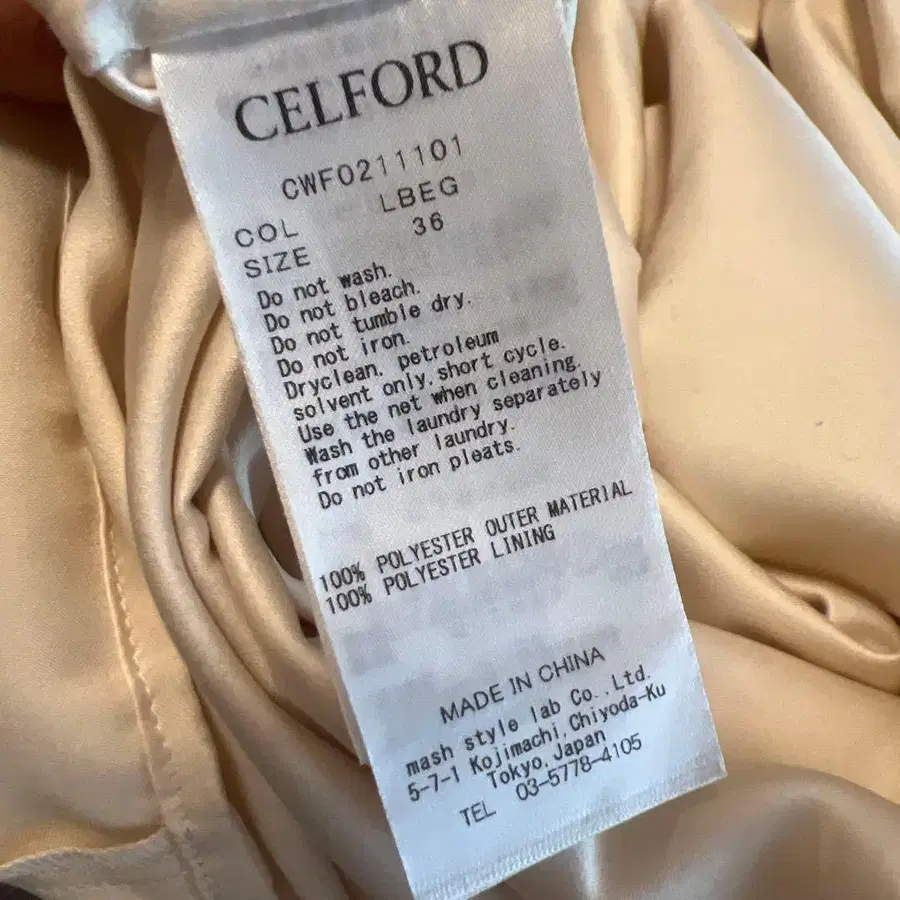 CELFORD
CWFO211101
COL LBEG
SIZE 36
Do not wash.
Do not bleach.
Do not tumble dry.
Do not iron.
Dryclean. petroleum
solvent only.short cycle.
Use the net when cleaning.
Wash the laundry separately
from other laundry.
Do not iron pleats.
100% POLYESTER OUTER MATERIAL
100% POLYESTER LINING
MADE IN CHINA
mash style lab Co.,Ltd.
5-7-1 Kojimachi,Chiyoda-Ku
Tokyo,Japan
TEL 03-5778-4105